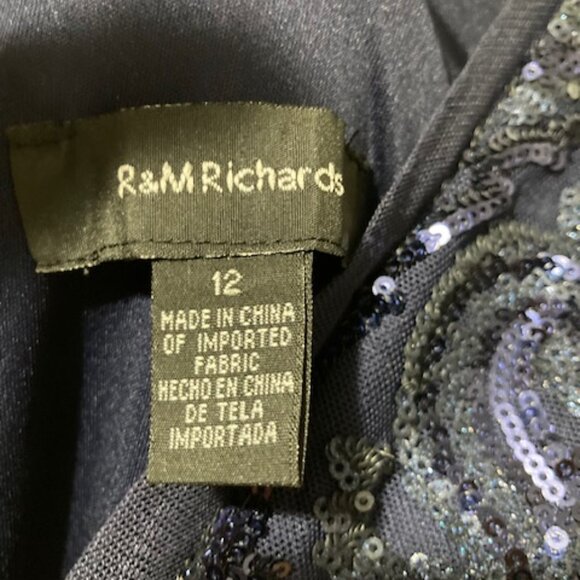 R&M Richards
12
MADE IN CHINA
OF IMPORTED
FABRIC
HECHO EN CHINA
DE TELA
IMPORTADA